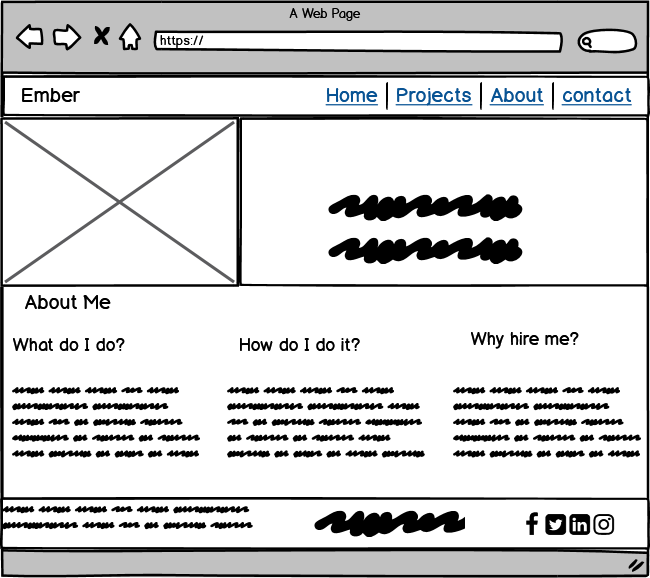 A Web Page
https://
Ember
Home Projects About contact
About Me
What do I do?
How do I do it?
Why hire me?